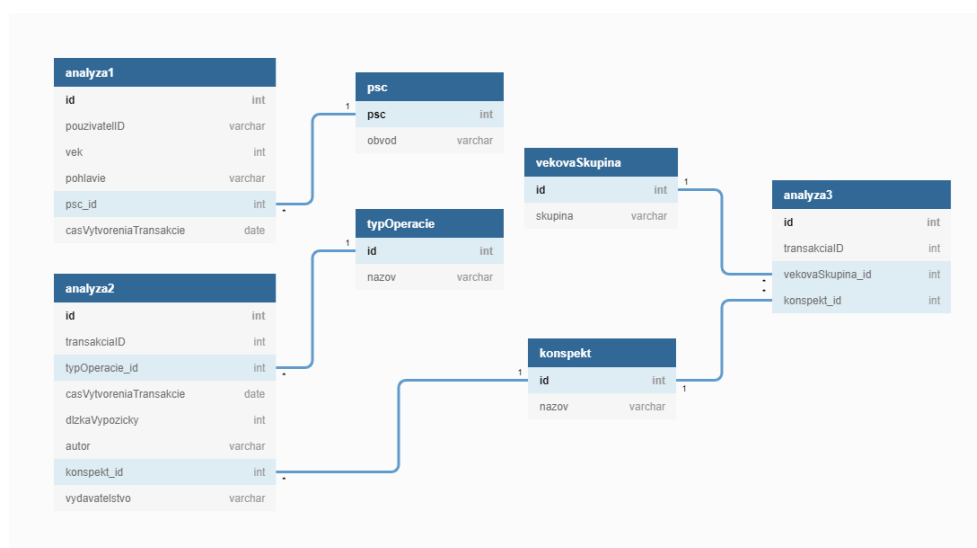 analyza1
id int
pouzivatelID varchar
vek int
pohlavie varchar
psc_id int
casVytvoreniaTransakcie date
psc
psc int
obvod varchar
typOperacie
id int
nazov varchar
analyza2
id int
transakciaID int
typOperacie_id int
casVytvoreniaTransakcie date
dlzkaVypozicky int
autor varchar
konspekt_id int
vydavatelstvo varchar
vekovaSkupina
id int
skupina varchar
konspekt
id int
nazov varchar
analyza3
id int
transakciaID int
vekovaSkupina_id int
konspekt_id int
1
*
1
*
1
*
1
*
1
*